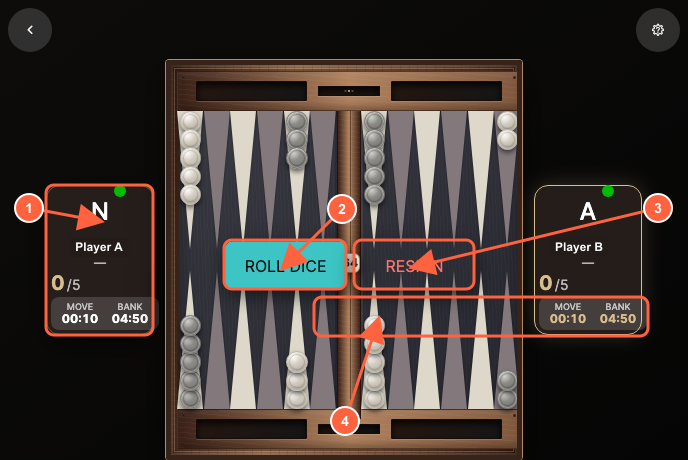 N
Player A
—
0/5
MOVE BANK
00:10 04:50
1
2
ROLL DICE
64
3
4
A
Player B
—
0/5
MOVE BANK
00:10 04:50